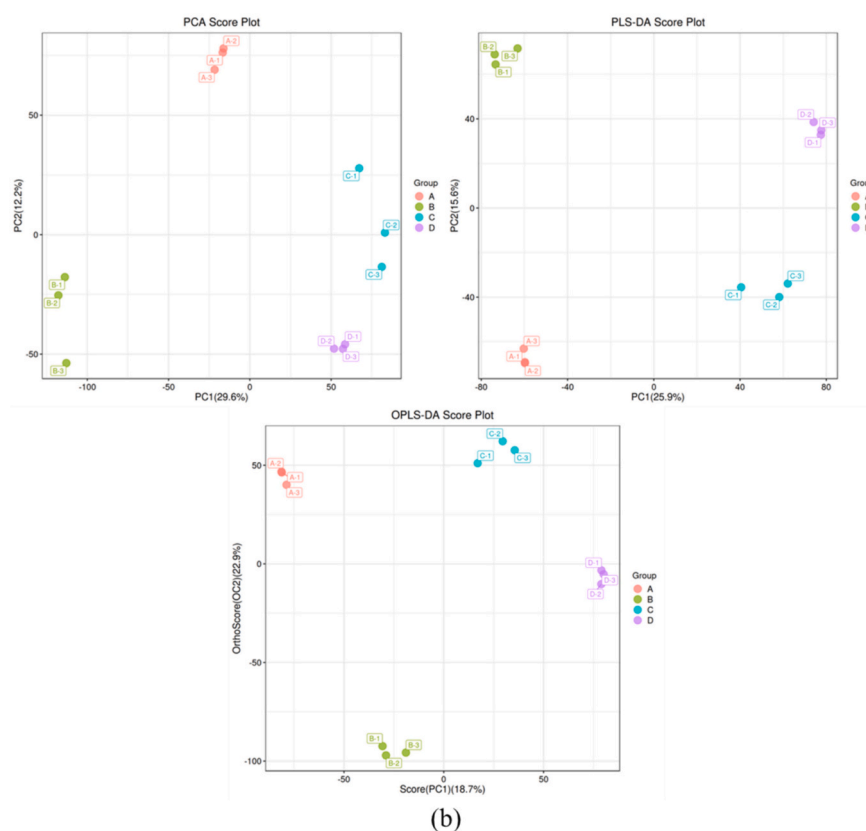 PCA Score Plot
A-2
A-1
A-3
C-1
C-2
C-3
B-1
B-2
B-3
D-2
D-1
D-3
50
0
-50
-100
-50
0
50
PC2(12.2%)
PC1(29.6%)
Group
A
B
C
D
PLS-DA Score Plot
B-2
B-3
B-1
D-2
D-3
D-1
C-3
C-1
C-2
A-3
A-1
A-2
40
0
-40
-80
-40
0
40
80
PC2(15.6%)
PC1(25.9%)
OPLS-DA Score Plot
A-2
A-1
A-3
C-2
C-1
C-3
D-1
D-3
D-2
B-1
B-3
B-2
50
0
-50
-100
-50
0
50
OrthoScore(OC2)(22.9%)
Score(PC1)(18.7%)
Group
A
B
C
D
(b)